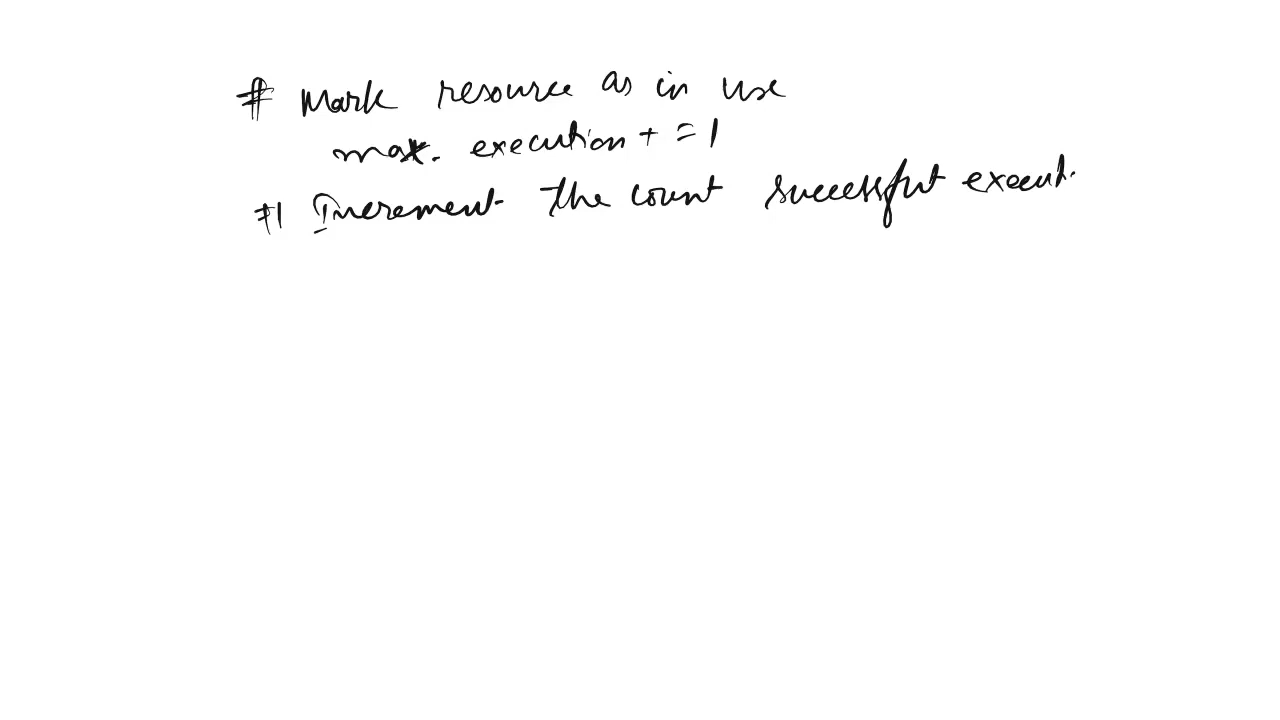 # Mark resource as in use
max. execution + = 1
# Increment the count successful execut.